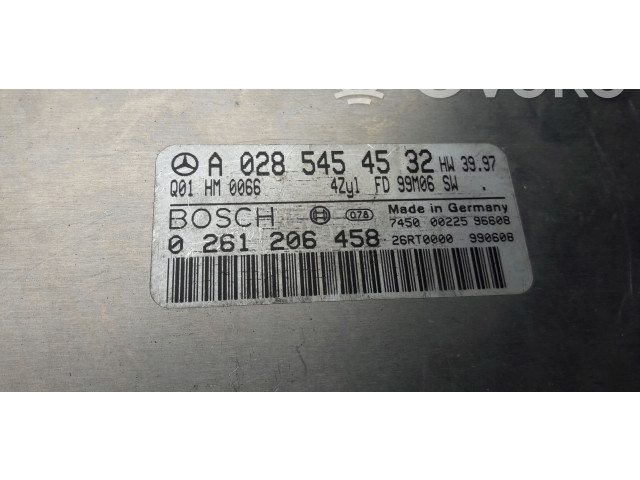 A 028 545 45 32 HW 39.97
Q01 HM 0066 4Zyl FD 99M06 SW .
BOSCH 078 Made in Germany
7450 00225 96608
0 261 206 458 26RT0000 990608